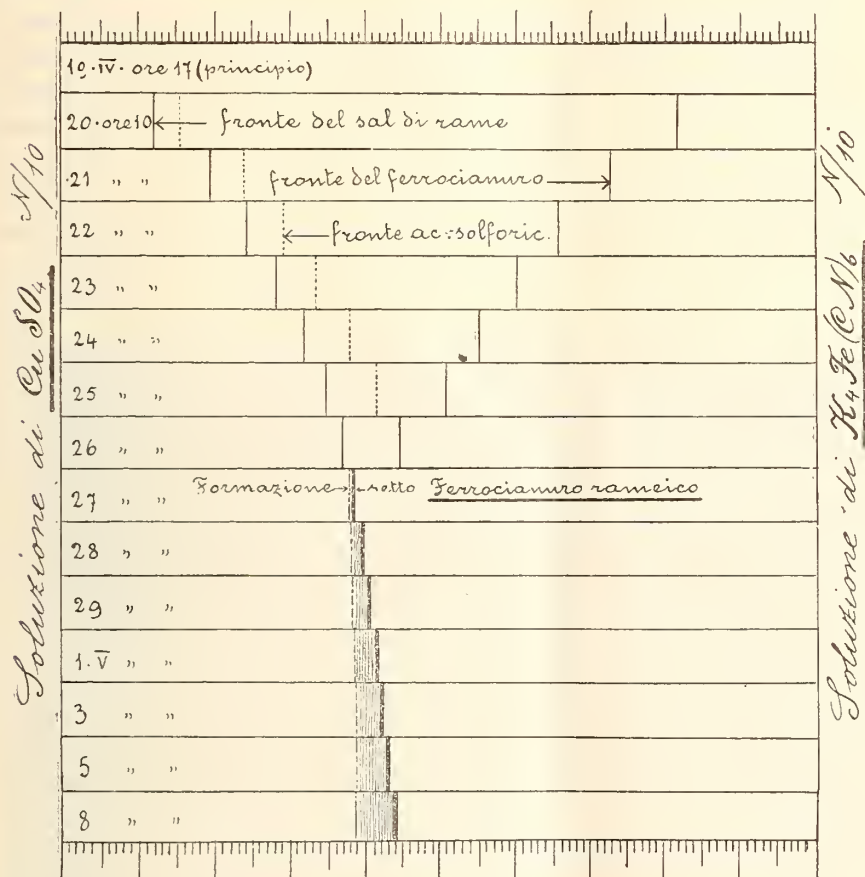 19·IV· ore 17 (principio)
20·ore10 ← fronte del sal di rame
·21 „ „ fronte del ferrocianuro →
22 „ „ ← fronte ac·solforic.
23 „ „
24 „ „
25 „ „
26 „ „
27 „ „ Formazione → ← setto Ferrocianuro rameico
28 „ „
29 „ „
1·V „ „
3 „ „
5 „ „
8 „ „
Soluzione di CuSO₄ N/10
Soluzione di K₄Fe(CN)₆ N/10